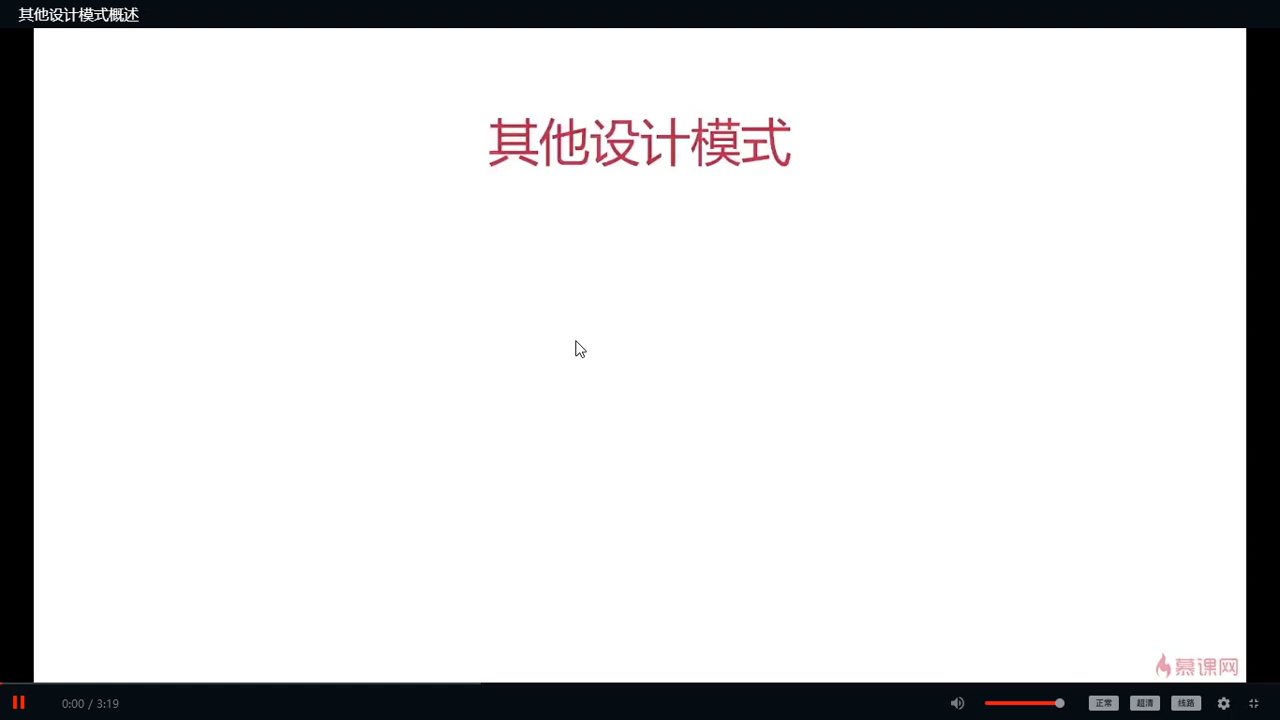 其他设计模式概述
其他设计模式
慕课网
0:00 / 3:19
正常
超清
线路